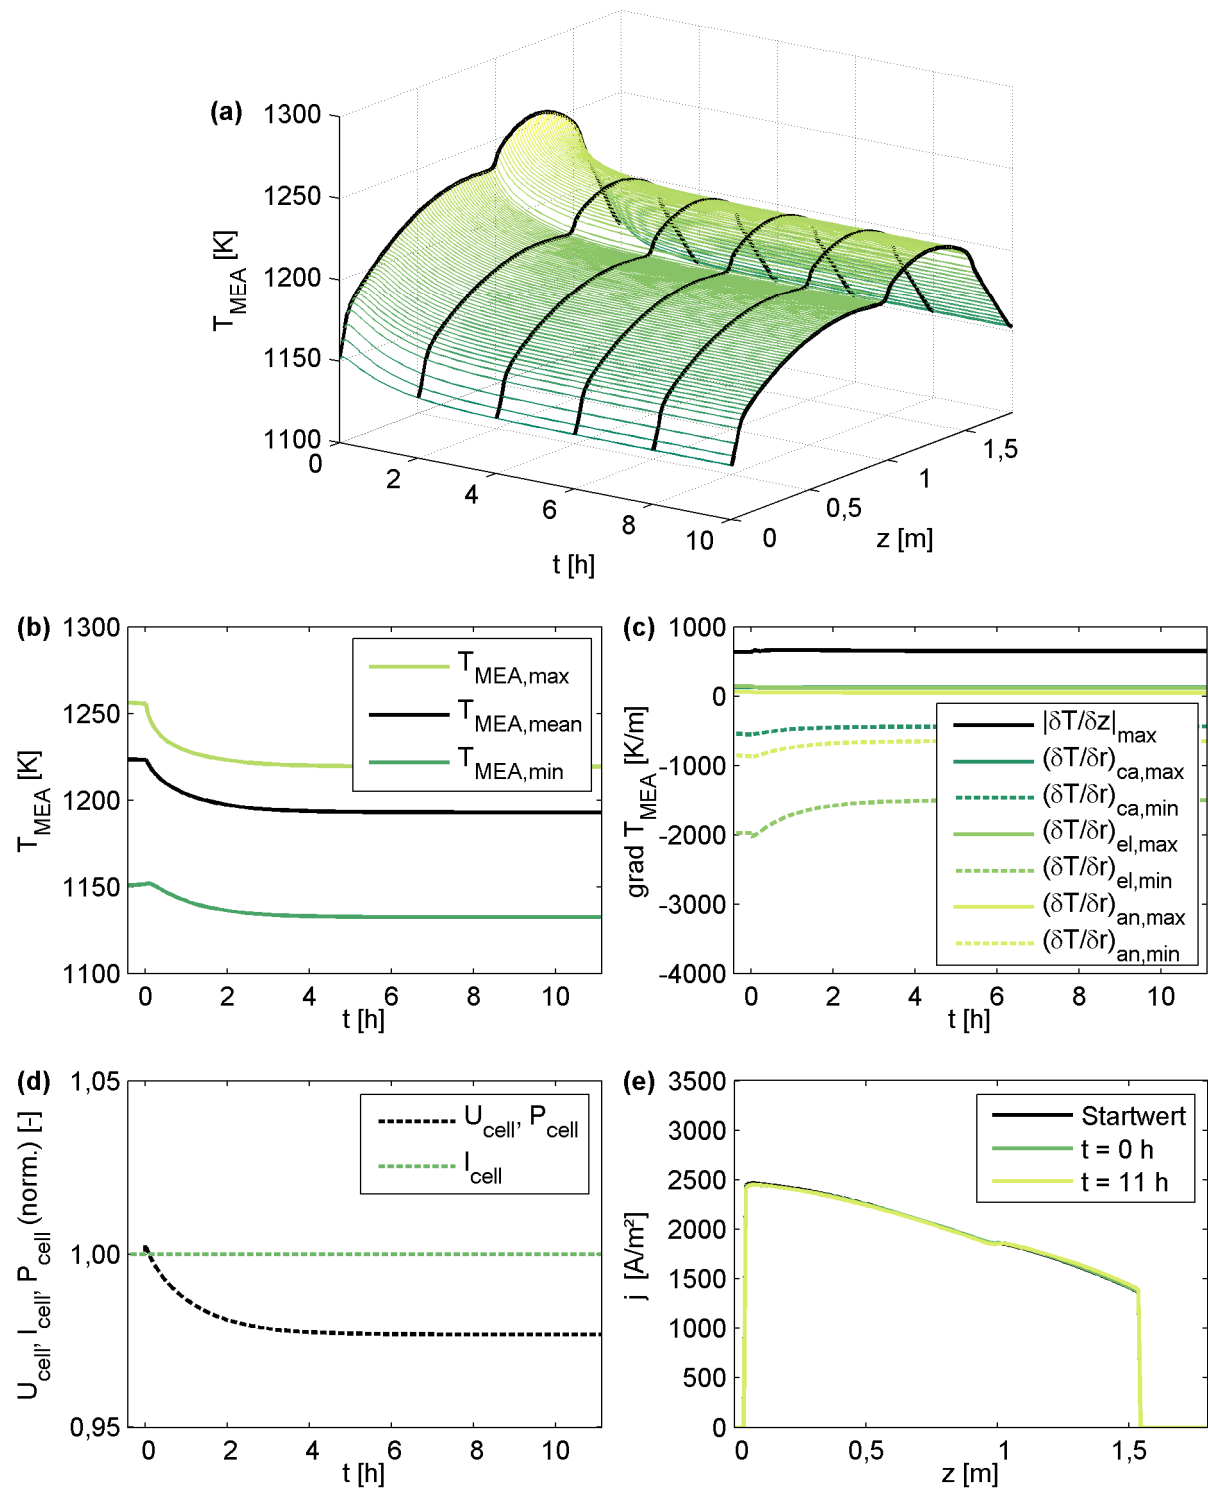 (a)
1300
1250
1200
1150
1100
T_MEA [K]
0
2
4
6
8
10
t [h]
0
0,5
1
1,5
z [m]
(b)
1300
1250
1200
1150
1100
T_MEA [K]
T_MEA,max
T_MEA,mean
T_MEA,min
0 2 4 6 8 10
t [h]
(c)
1000
0
-1000
-2000
-3000
-4000
grad T_MEA [K/m]
|δT/δz|_max
(δT/δr)_ca,max
(δT/δr)_ca,min
(δT/δr)_el,max
(δT/δr)_el,min
(δT/δr)_an,max
(δT/δr)_an,min
0 2 4 6 8 10
t [h]
(d)
1,05
1,00
0,95
U_cell, I_cell, P_cell (norm.) [-]
U_cell, P_cell
I_cell
0 2 4 6 8 10
t [h]
(e)
3500
3000
2500
2000
1500
1000
500
0
j [A/m²]
Startwert
t = 0 h
t = 11 h
0 0,5 1 1,5
z [m]